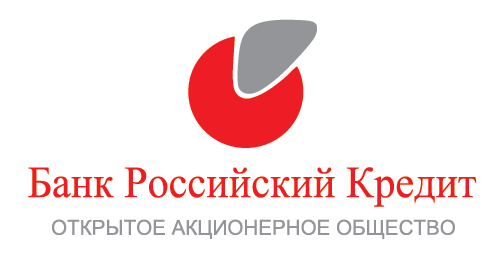 Банк Российский Кредит
ОТКРЫТОЕ АКЦИОНЕРНОЕ ОБЩЕСТВО